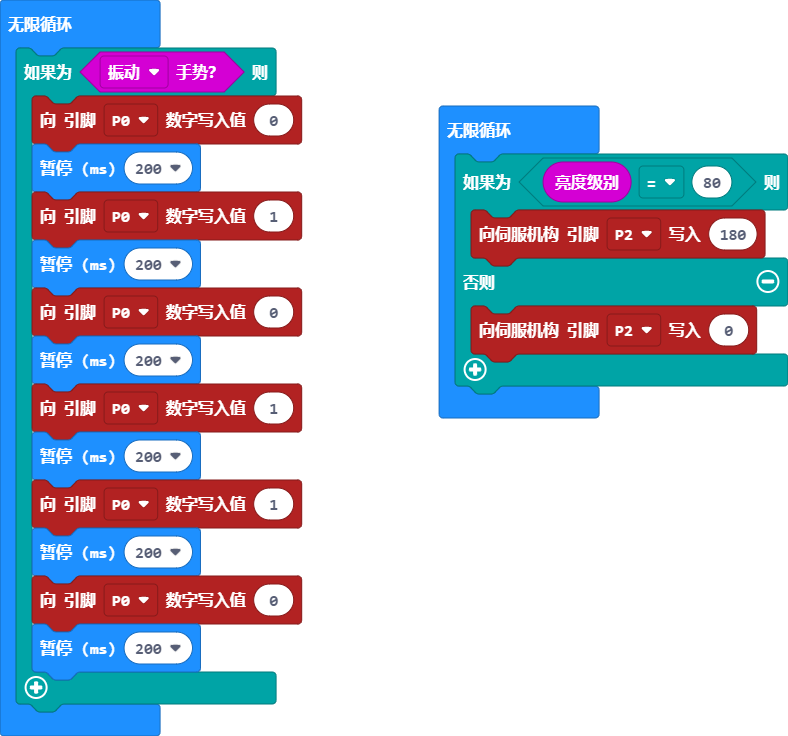 无限循环
如果为 振动 手势? 则
向 引脚 P0 数字写入值 0
暂停 (ms) 200
向 引脚 P0 数字写入值 1
暂停 (ms) 200
向 引脚 P0 数字写入值 0
暂停 (ms) 200
向 引脚 P0 数字写入值 1
暂停 (ms) 200
向 引脚 P0 数字写入值 1
暂停 (ms) 200
向 引脚 P0 数字写入值 0
暂停 (ms) 200
无限循环
如果为 亮度级别 = 80 则
向伺服机构 引脚 P2 写入 180
否则
向伺服机构 引脚 P2 写入 0